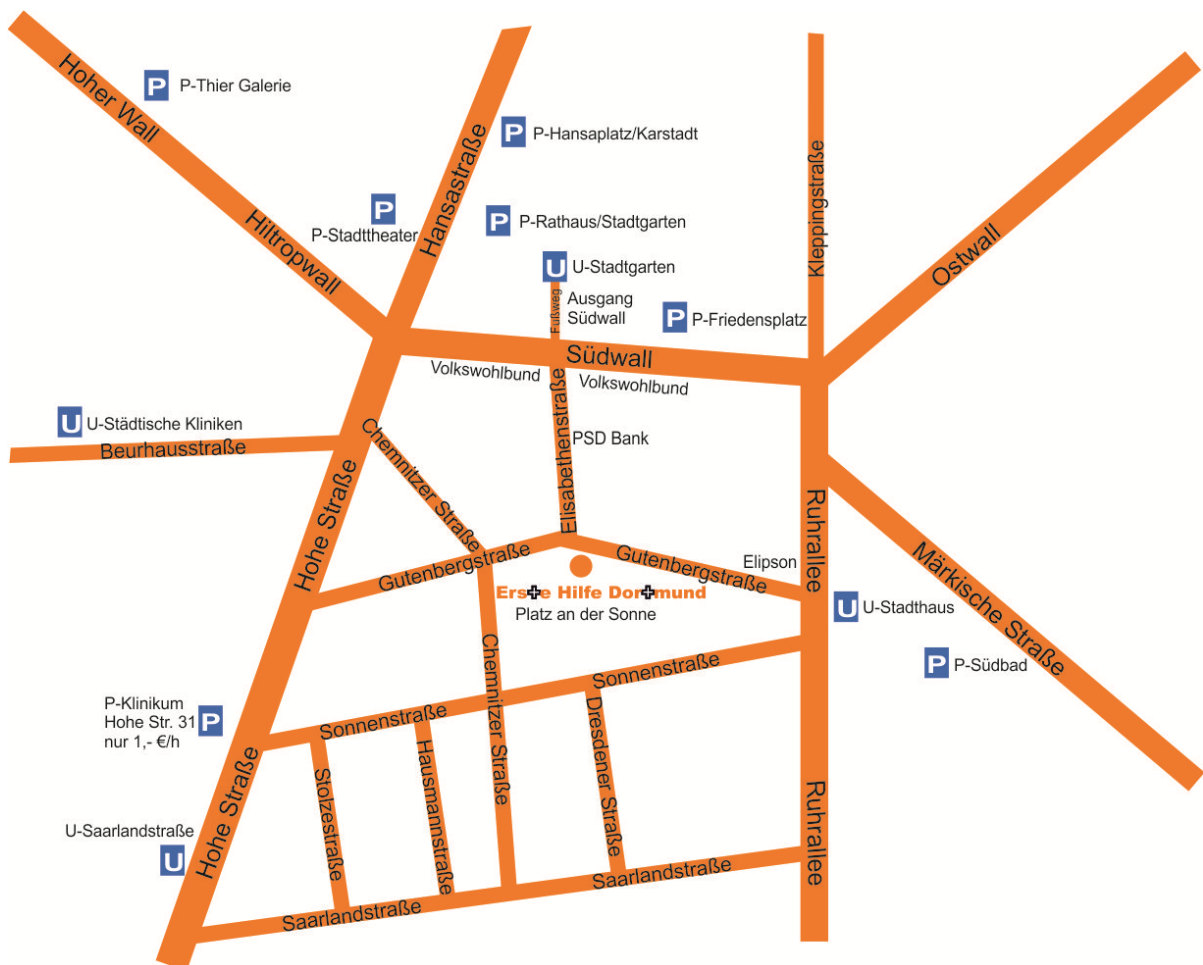 Hoher Wall
P
P-Thier Galerie
Hansastraße
P
P-Hansaplatz/Karstadt
Kleppingstraße
Ostwall
Hiltropwall
P
P-Stadttheater
P
P-Rathaus/Stadtgarten
U
U-Stadtgarten
Fußweg
Ausgang
Südwall
P
P-Friedensplatz
Südwall
Volkswohlbund
Volkswohlbund
U
U-Städtische Kliniken
Beurhausstraße
Chemnitzer Straße
Elisabethenstraße
PSD Bank
Hohe Straße
Ruhrallee
Märkische Straße
Gutenbergstraße
Gutenbergstraße
Elipson
Erste Hilfe Dortmund
Platz an der Sonne
U
U-Stadthaus
P
P-Südbad
Chemnitzer Straße
Sonnenstraße
Sonnenstraße
P-Klinikum
Hohe Str. 31
nur 1,- €/h
P
Dresdener Straße
Stolzestraße
Hausmannstraße
Hohe Straße
Ruhrallee
U-Saarlandstraße
U
Saarlandstraße
Saarlandstraße